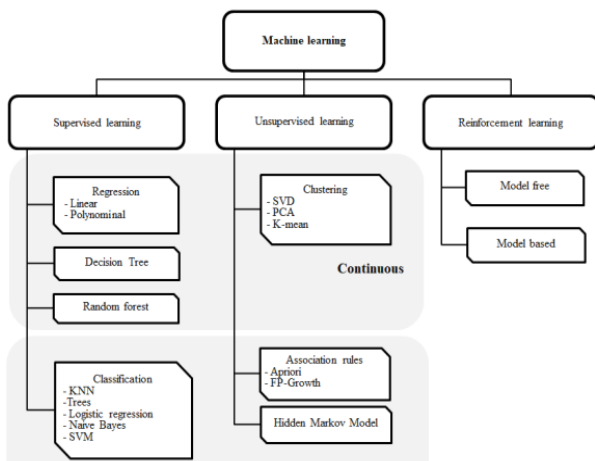 Machine learning
Supervised learning
Unsupervised learning
Reinforcement learning
Regression
- Linear
- Polynominal
Decision Tree
Random forest
Clustering
- SVD
- PCA
- K-mean
Continuous
Model free
Model based
Classification
- KNN
-Trees
- Logistic regression
- Naive Bayes
- SVM
Association rules
- Apriori
- FP-Growth
Hidden Markov Model